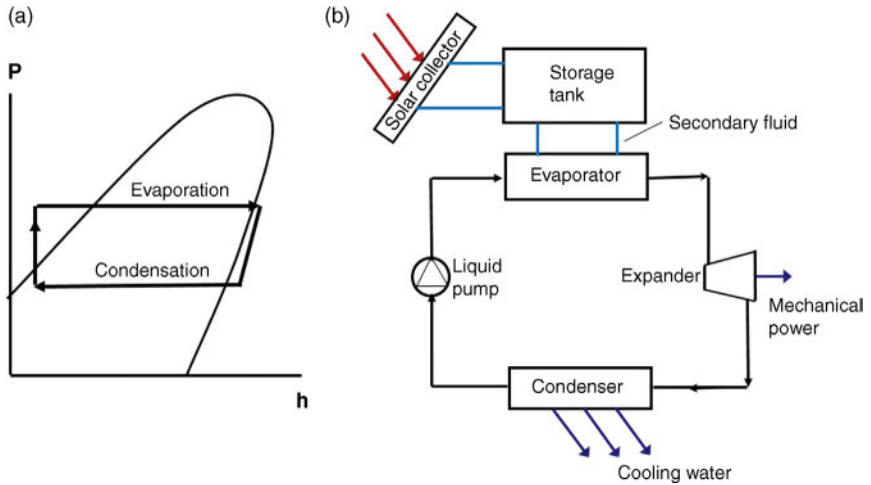 (a)
P
Evaporation
Condensation
h
(b)
Solar collector
Storage
tank
Secondary fluid
Evaporator
Liquid
pump
Expander
Mechanical
power
Condenser
Cooling water